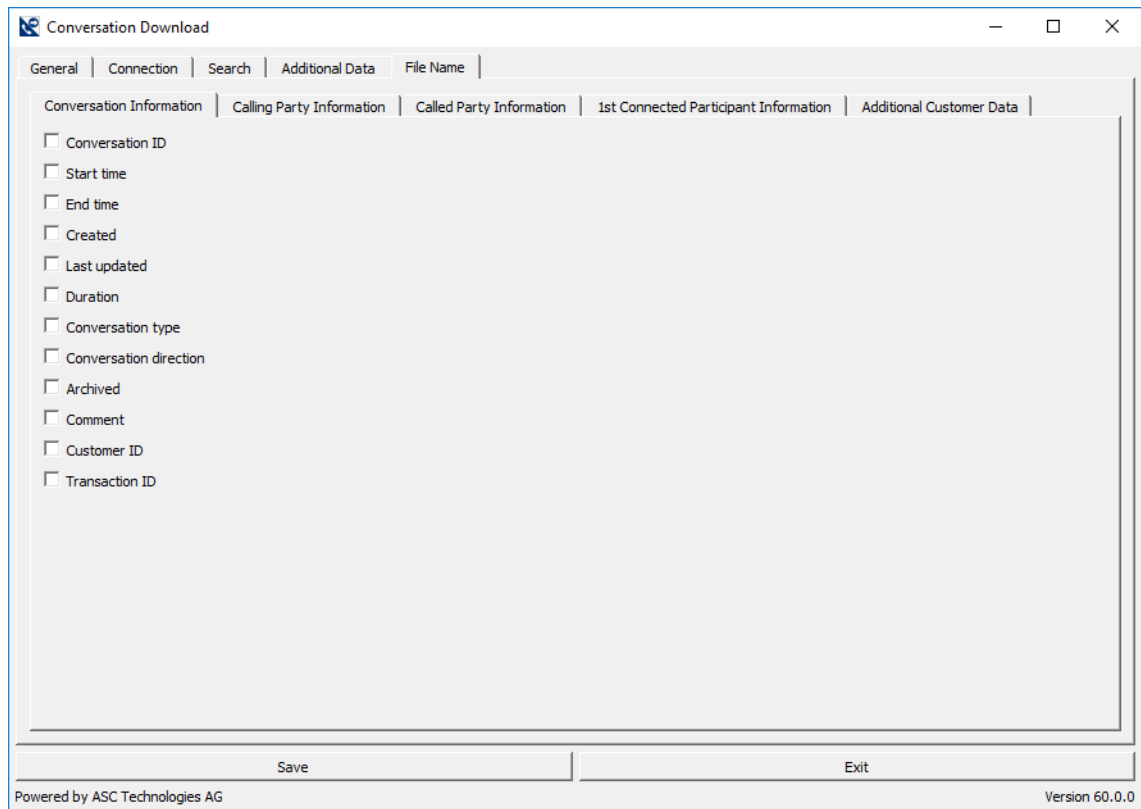 Conversation Download
General Connection Search Additional Data File Name
Conversation Information Calling Party Information Called Party Information 1st Connected Participant Information Additional Customer Data
Conversation ID
Start time
End time
Created
Last updated
Duration
Conversation type
Conversation direction
Archived
Comment
Customer ID
Transaction ID
Save Exit
Powered by ASC Technologies AG Version 60.0.0